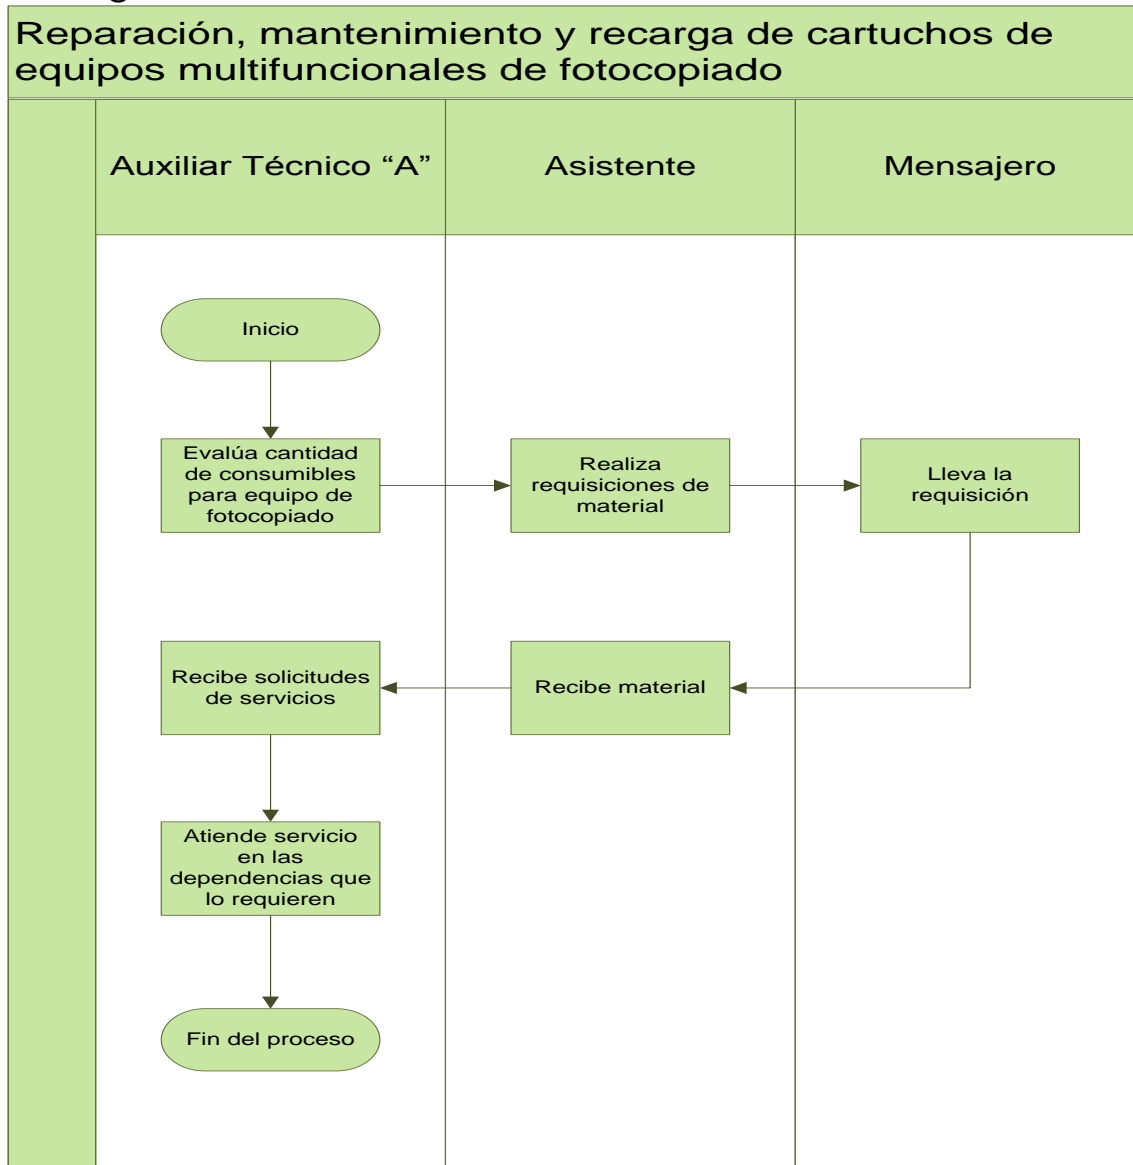 Reparación, mantenimiento y recarga de cartuchos de
equipos multifuncionales de fotocopiado
Auxiliar Técnico “A”
Asistente
Mensajero
Inicio
Evalúa cantidad
de consumibles
para equipo de
fotocopiado
Realiza
requisiciones de
material
Lleva la
requisición
Recibe solicitudes
de servicios
Recibe material
Atiende servicio
en las
dependencias que
lo requieren
Fin del proceso